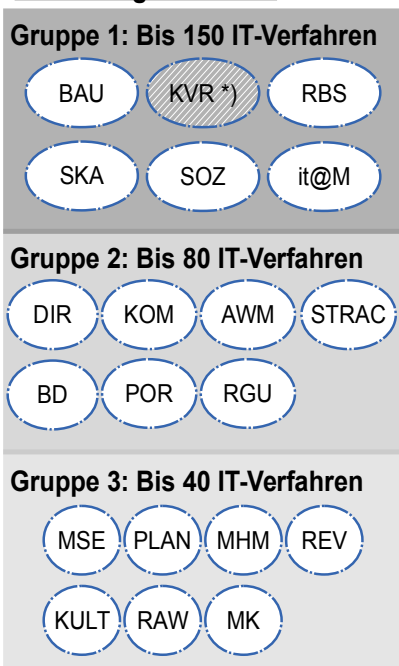 Gruppe 1: Bis 150 IT-Verfahren
BAU KVR *) RBS
SKA SOZ it@M
Gruppe 2: Bis 80 IT-Verfahren
DIR KOM AWM STRAC
BD POR RGU
Gruppe 3: Bis 40 IT-Verfahren
MSE PLAN MHM REV
KULT RAW MK